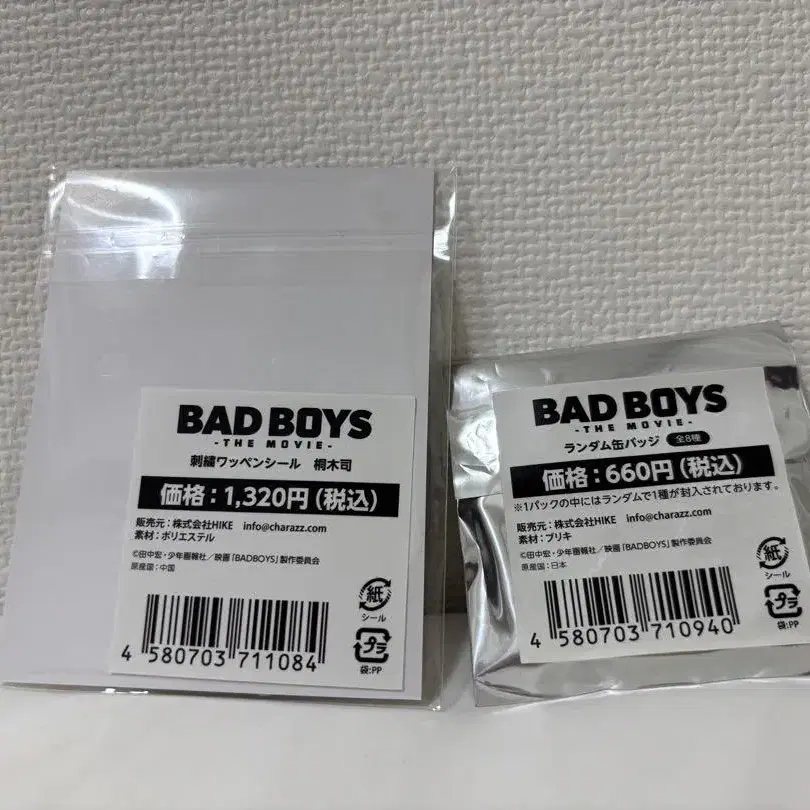 BAD BOYS
- THE MOVIE -
刺繍ワッペンシール 桐木司
価格:1,320円(税込)
販売元:株式会社HIKE info@charazz.com
素材:ポリエステル
©田中宏・少年画報社/映画「BADBOYS」製作委員会
原産国:中国
紙
シール
プラ
袋:PP
4 580703 711084
BAD BOYS
- THE MOVIE -
ランダム缶バッジ 全8種
価格:660円(税込)
※1パックの中にはランダムで1種が封入されております。
販売元:株式会社HIKE info@charazz.com
素材:ブリキ
©田中宏・少年画報社/映画「BADBOYS」製作委員会
原産国:日本
紙
シール
プラ
袋:PP
4 580703 710940